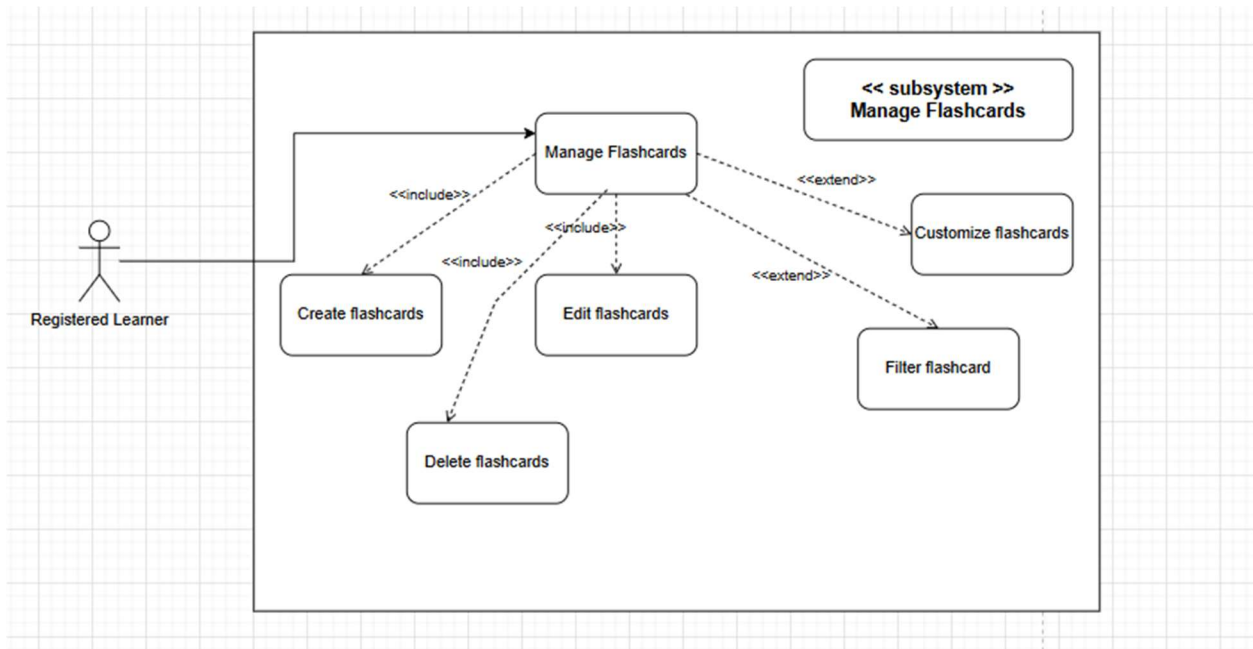 << subsystem >>
Manage Flashcards
Manage Flashcards
<<include>>
<<extend>>
<<include>>
Customize flashcards
<<include>>
<<extend>>
Registered Learner
Create flashcards
Edit flashcards
Filter flashcard
Delete flashcards